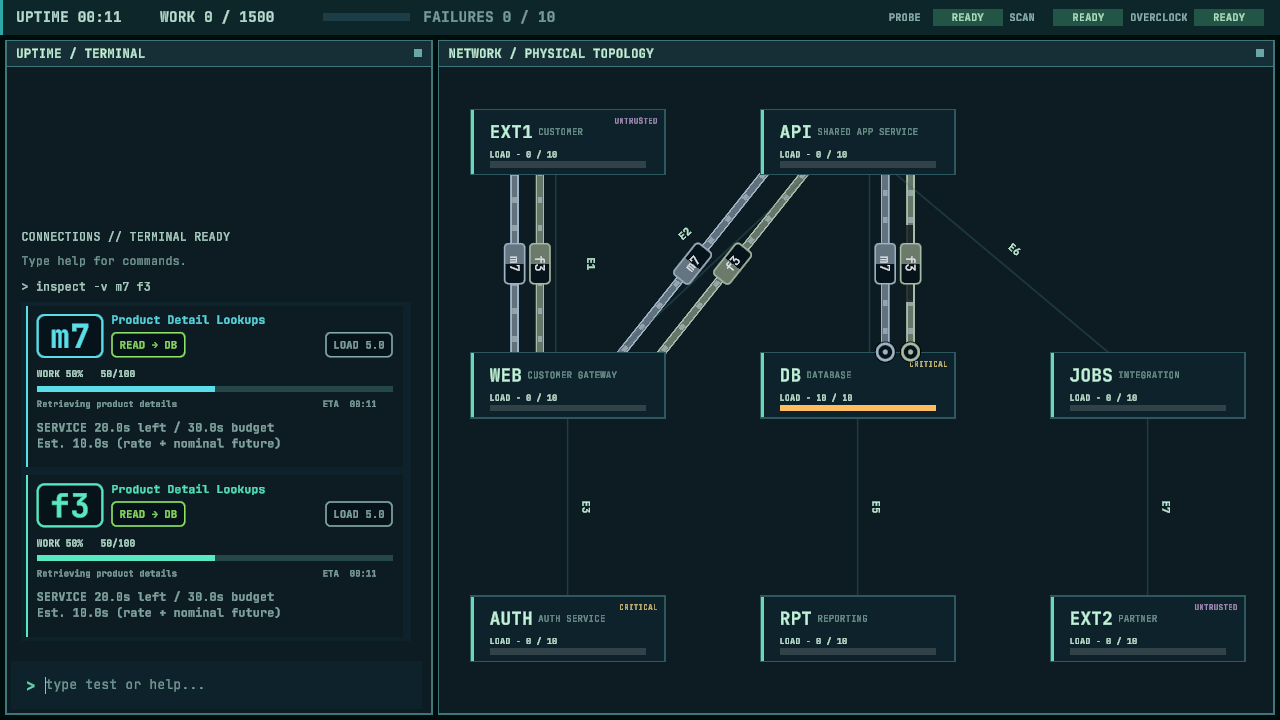 UPTIME 00:11 WORK 0 / 1500 FAILURES 0 / 10 PROBE READY SCAN READY OVERCLOCK READY
UPTIME / TERMINAL
CONNECTIONS // TERMINAL READY
Type help for commands.
> inspect -v m7 f3
m7 Product Detail Lookups
READ → DB LOAD 5.0
WORK 50% 50/100
Retrieving product details ETA 00:11
SERVICE 20.0s left / 30.0s budget
Est. 10.0s (rate + nominal future)
f3 Product Detail Lookups
READ → DB LOAD 5.0
WORK 50% 50/100
Retrieving product details ETA 00:11
SERVICE 20.0s left / 30.0s budget
Est. 10.0s (rate + nominal future)
> type test or help...
NETWORK / PHYSICAL TOPOLOGY
UNTRUSTED
EXT1 CUSTOMER
LOAD - 0 / 10
API SHARED APP SERVICE
LOAD - 0 / 10
m7 f3 E1 E2 m7 f3 m7 f3 E6
WEB CUSTOMER GATEWAY
LOAD - 0 / 10
CRITICAL
DB DATABASE
LOAD - 10 / 10
JOBS INTEGRATION
LOAD - 0 / 10
E3 E5 E7
CRITICAL
AUTH AUTH SERVICE
LOAD - 0 / 10
RPT REPORTING
LOAD - 0 / 10
UNTRUSTED
EXT2 PARTNER
LOAD - 0 / 10